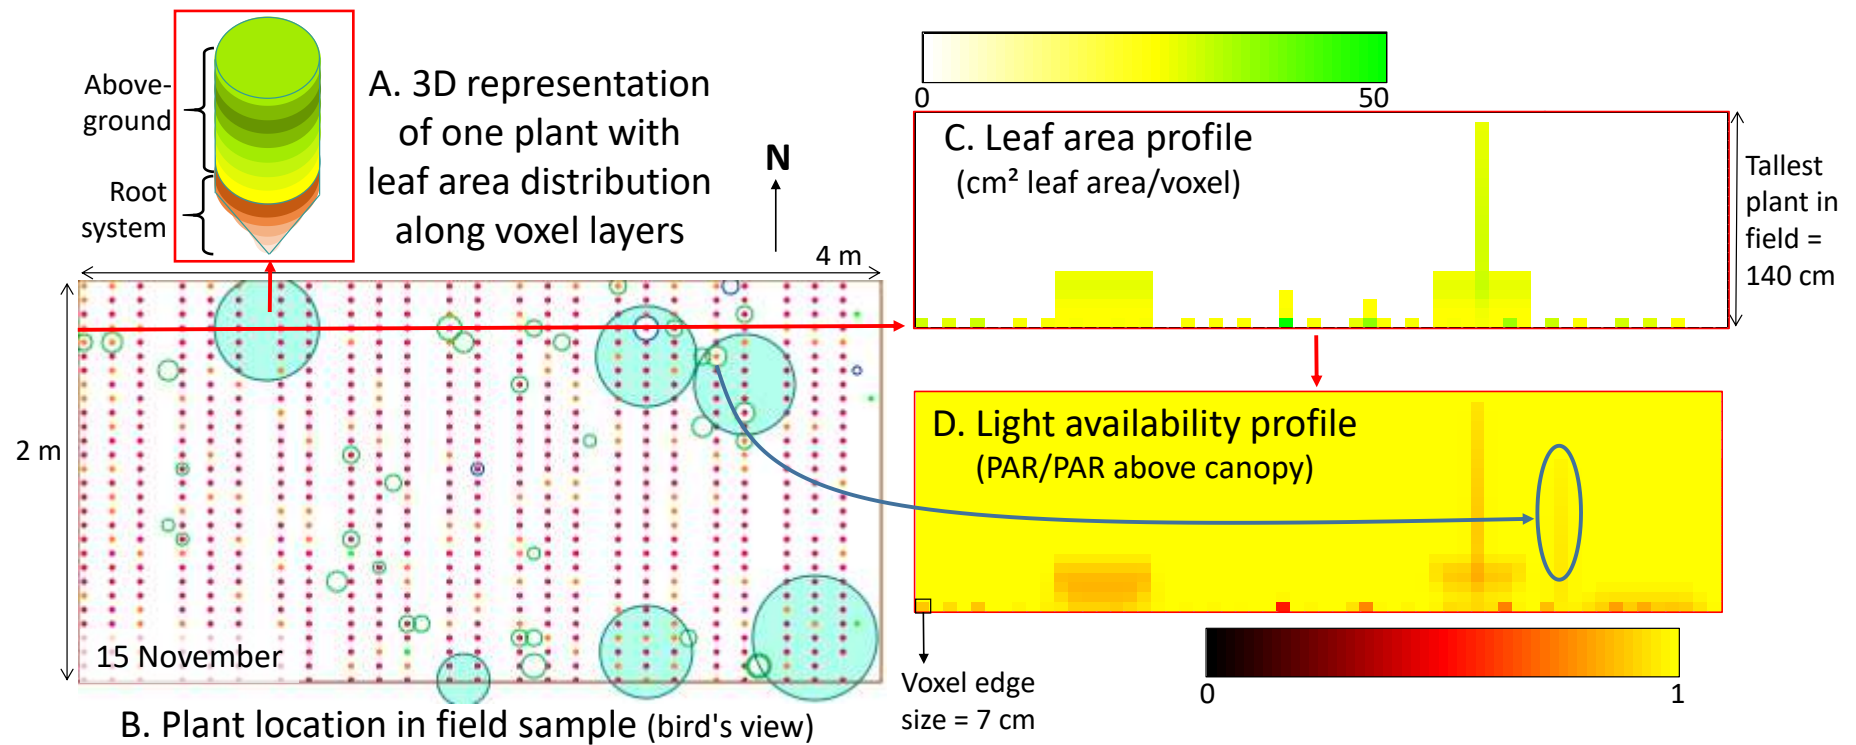 Above-
ground
Root
system
A. 3D representation
of one plant with
leaf area distribution
along voxel layers
N
4 m
2 m
15 November
B. Plant location in field sample (bird's view)
0
50
C. Leaf area profile
(cm² leaf area/voxel)
Tallest
plant in
field =
140 cm
D. Light availability profile
(PAR/PAR above canopy)
Voxel edge
size = 7 cm
0
1